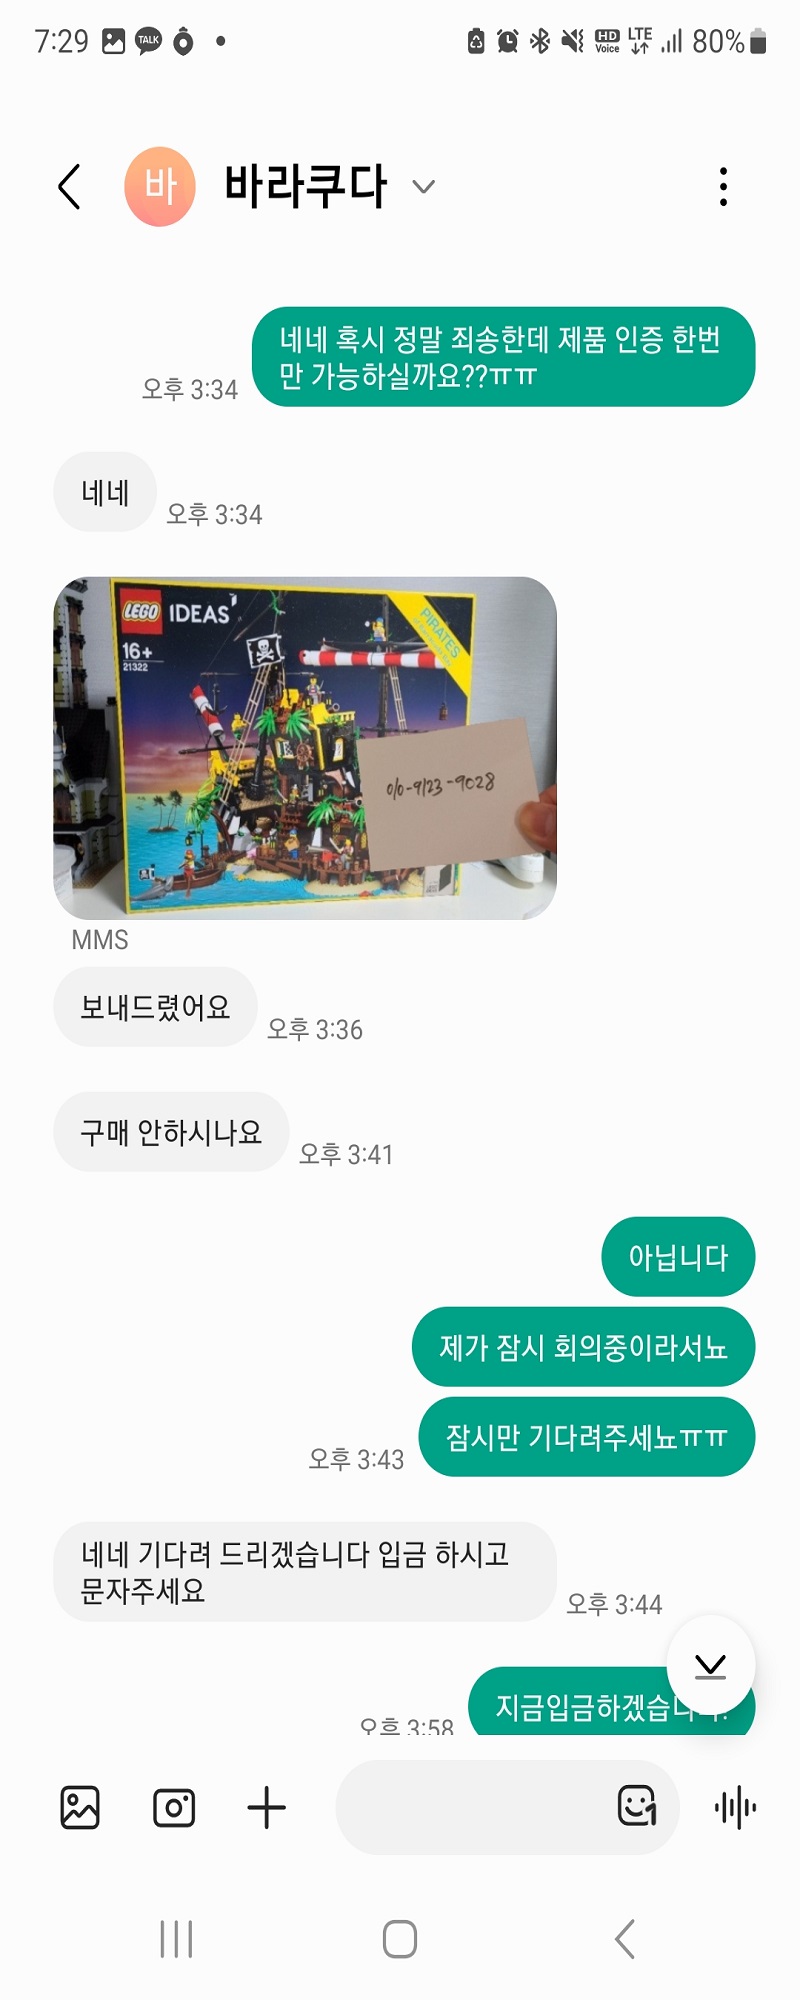 7:29
TALK
HD Voice
LTE
80%
바
바라쿠다
네네 혹시 정말 죄송한데 제품 인증 한번
만 가능하실까요??ㅠㅠ
오후 3:34
네네
오후 3:34
LEGO IDEAS
16+
21322
PIRATES
010-9123-9028
MMS
보내드렸어요
오후 3:36
구매 안하시나요
오후 3:41
아닙니다
제가 잠시 회의중이라서뇨
잠시만 기다려주세뇨ㅠㅠ
오후 3:43
네네 기다려 드리겠습니다 입금 하시고
문자주세요
오후 3:44
지금입금하겠습니다.
오후 3:58